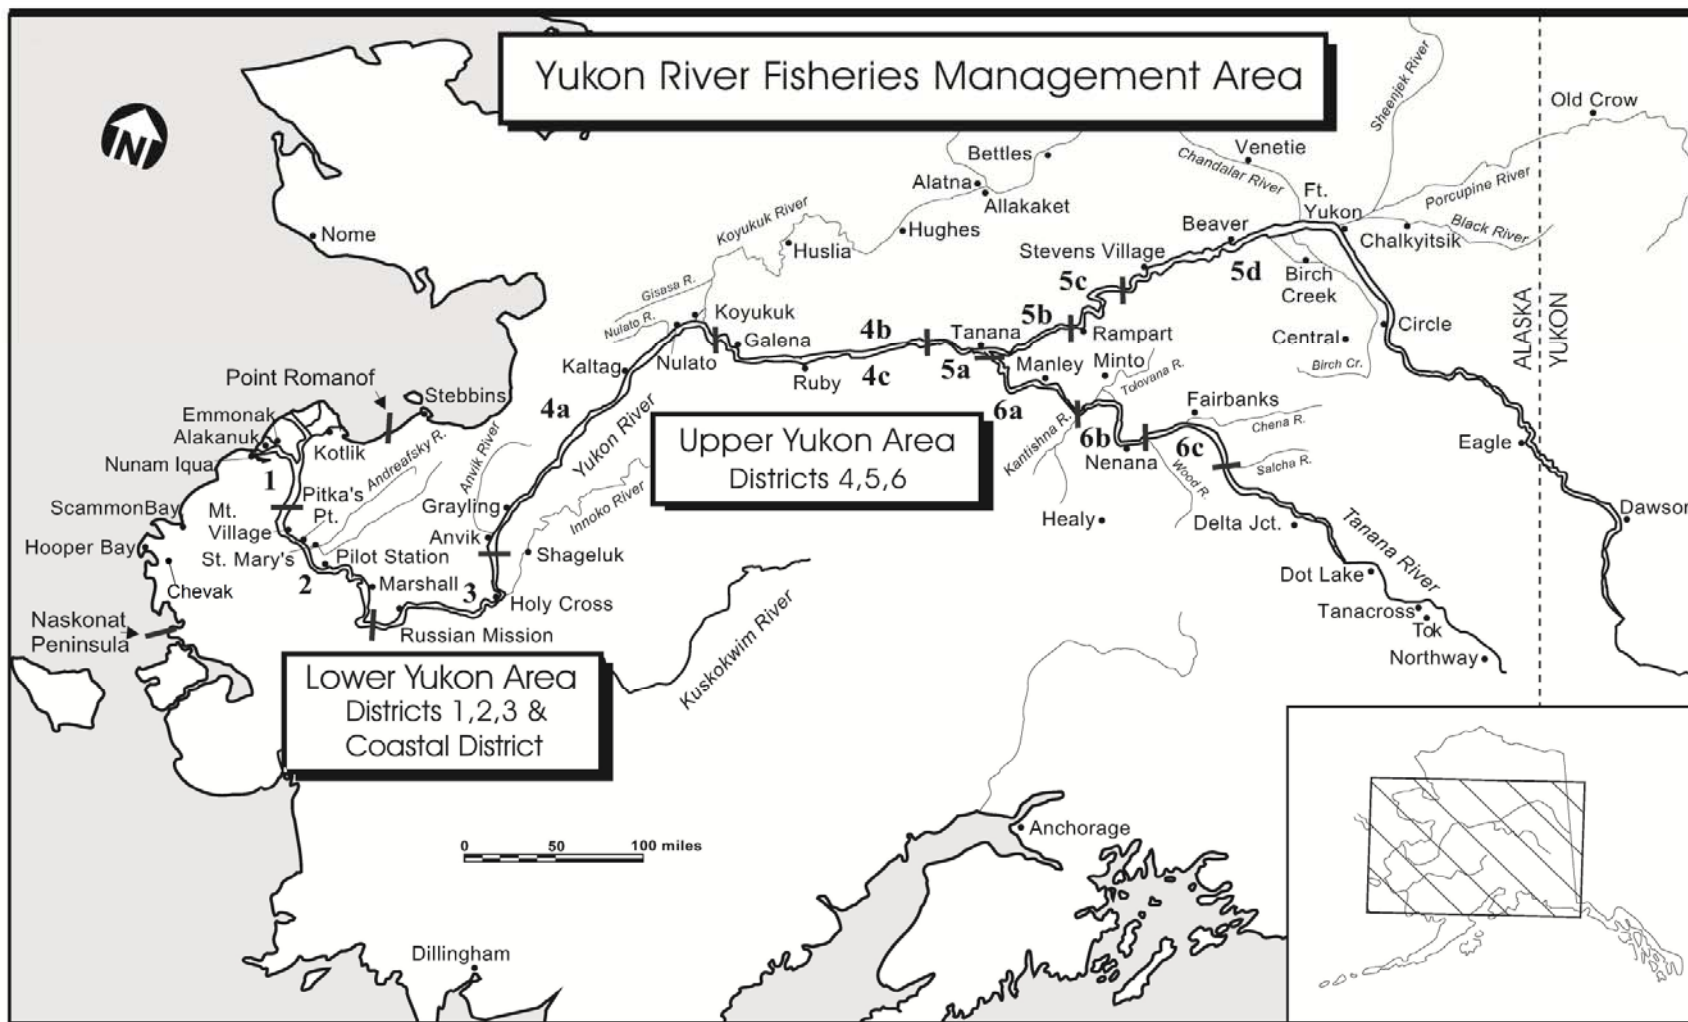 Yukon River Fisheries Management Area
N
Sheenjek River
Old Crow
Venetie
Bettles
Chandalar River
Alatna
Allakaket
Ft.
Yukon
Porcupine River
Beaver
Black River
Chalkyitsik
Koyukuk River
Hughes
Nome
Huslia
Stevens Village
5c
5d
Birch
Creek
Gisasa R.
Nulato R.
Koyukuk
5b
Circle
Galena
4b
Tanana
Rampart
Central
ALASKA
YUKON
Nulato
Kaltag
Manley
Minto
Birch Cr.
Point Romanof
Ruby
4c
5a
Tolovana R.
Stebbins
4a
6a
Fairbanks
Emmonak
Alakanuk
Kotlik
Yukon River
Upper Yukon Area
Districts 4,5,6
Kantishna R.
6b
Chena R.
Eagle
Nunam Iqua
Andreafsky R.
Anvik River
Nenana
6c
Salcha R.
1
Wood R.
Pitka's
Pt.
Innoko River
ScammonBay
Mt.
Village
Grayling
Healy
Delta Jct.
Tanana River
Dawson
Hooper Bay
St. Mary's
Pilot Station
Anvik
Shageluk
Chevak
2
Marshall
3
Holy Cross
Dot Lake
Naskonat
Peninsula
Russian Mission
Kuskokwim River
Tanacross
Tok
Northway
Lower Yukon Area
Districts 1,2,3 &
Coastal District
Anchorage
0 50 100 miles
Dillingham